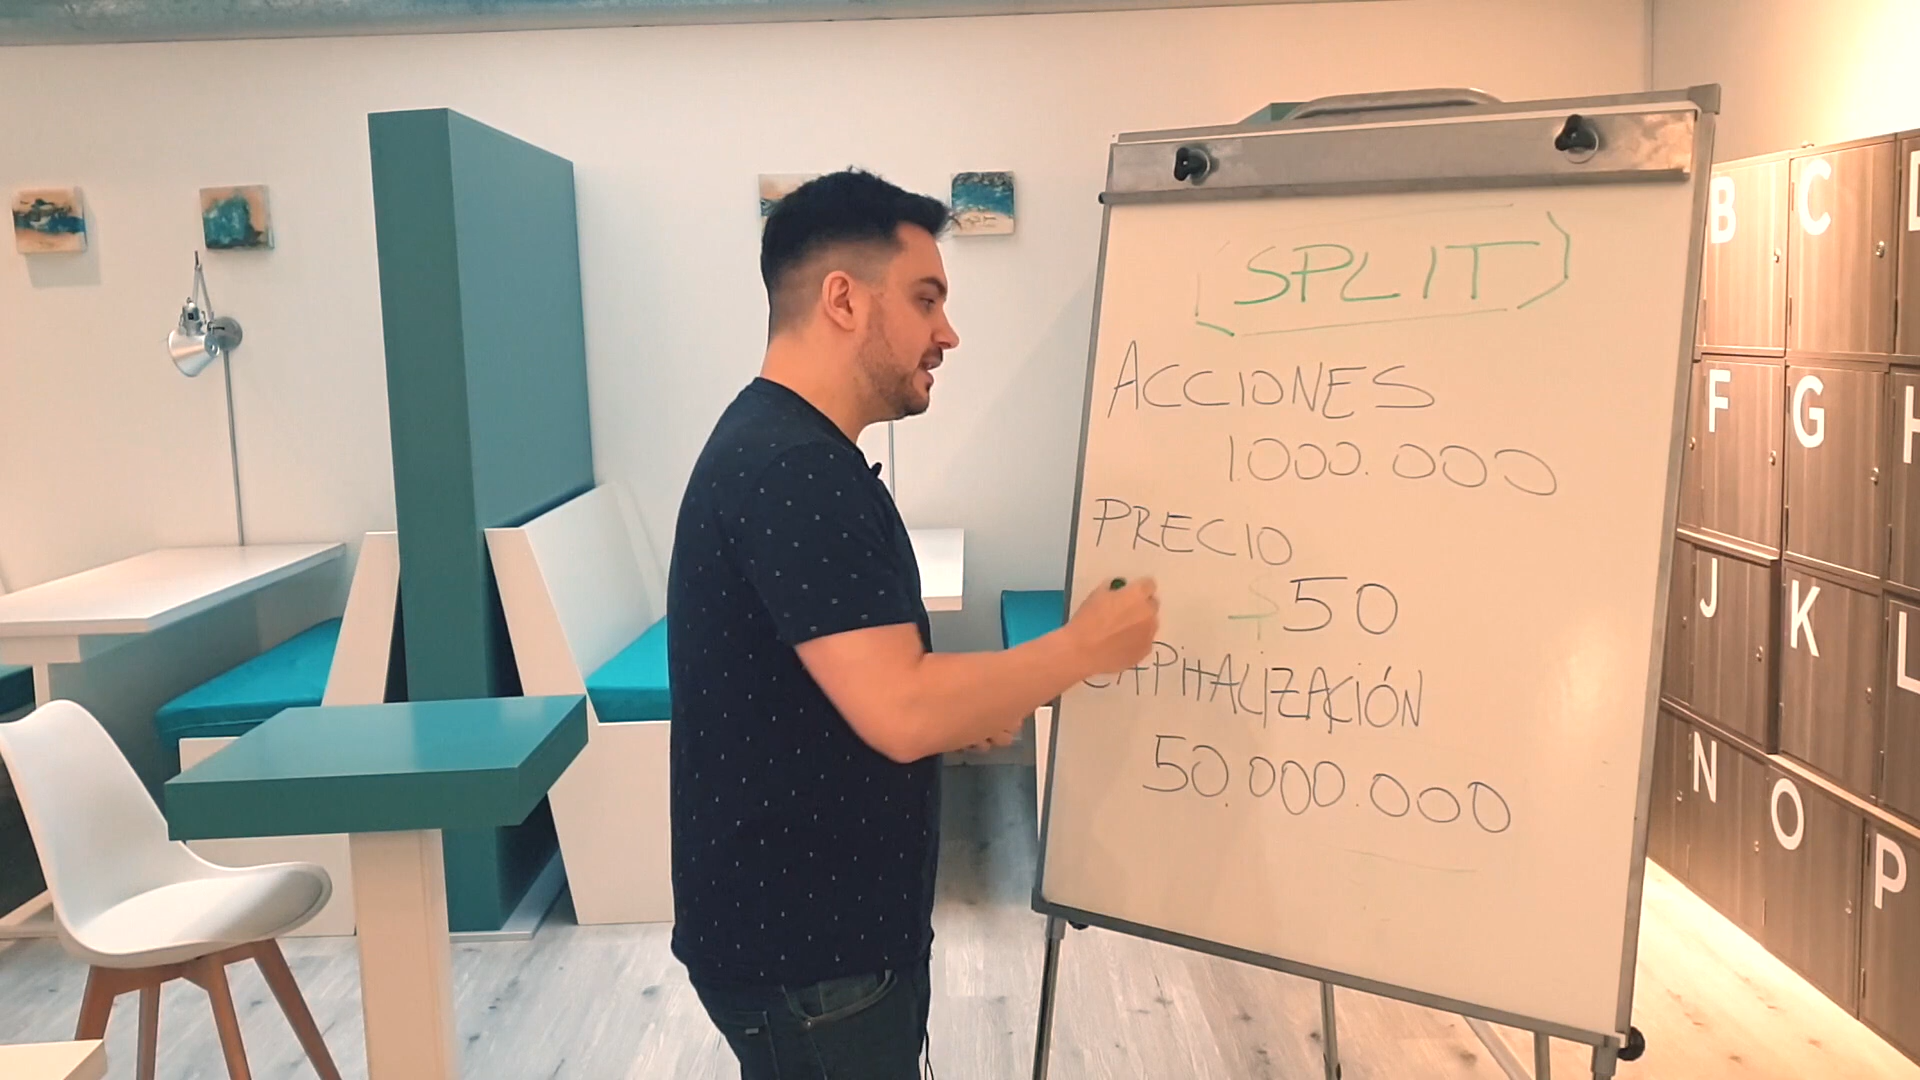 SPLIT
ACCIONES
1.000.000
PRECIO
$50
CAPITALIZACIÓN
50.000.000
B C
F G H
J K L
N O P